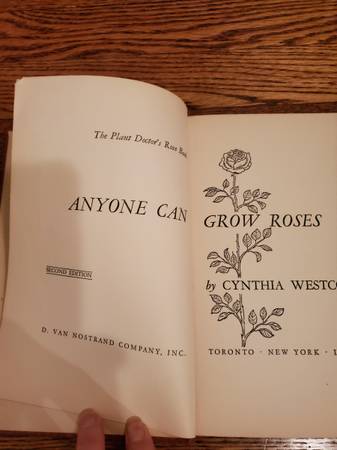 The Plant Doctor's Rose Book
ANYONE CAN GROW ROSES
SECOND EDITION
by CYNTHIA
D. VAN NOSTRAND COMPANY, INC.
TORONTO · NEW YORK ·